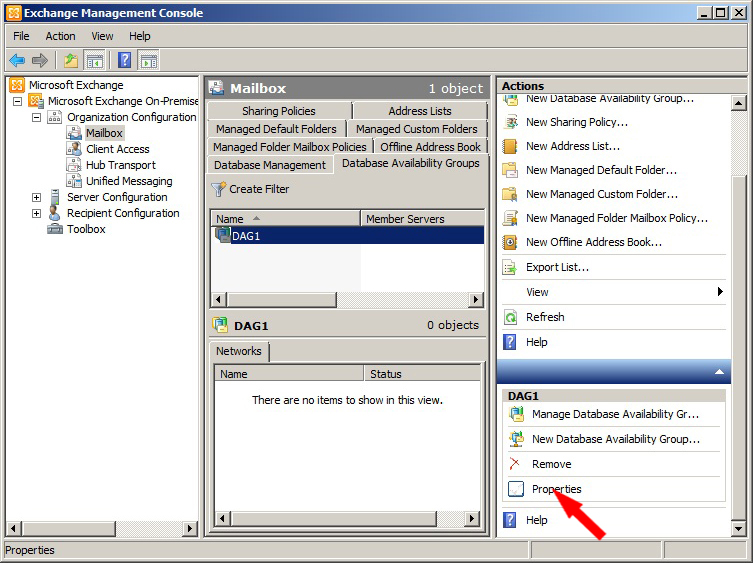 Exchange Management Console
File Action View Help
Microsoft Exchange
Microsoft Exchange On-Premise
Organization Configuration
Mailbox
Client Access
Hub Transport
Unified Messaging
Server Configuration
Recipient Configuration
Toolbox
Mailbox 1 object
Sharing Policies Address Lists
Managed Default Folders Managed Custom Folders
Managed Folder Mailbox Policies Offline Address Book
Database Management Database Availability Groups
Create Filter
Name Member Servers
DAG1
DAG1 0 objects
Networks
Name Status
There are no items to show in this view.
Actions
New Database Availability Group...
New Sharing Policy...
New Address List...
New Managed Default Folder...
New Managed Custom Folder...
New Managed Folder Mailbox Policy...
New Offline Address Book...
Export List...
View
Refresh
Help
DAG1
Manage Database Availability Gr...
New Database Availability Group...
Remove
Properties
Help
Properties